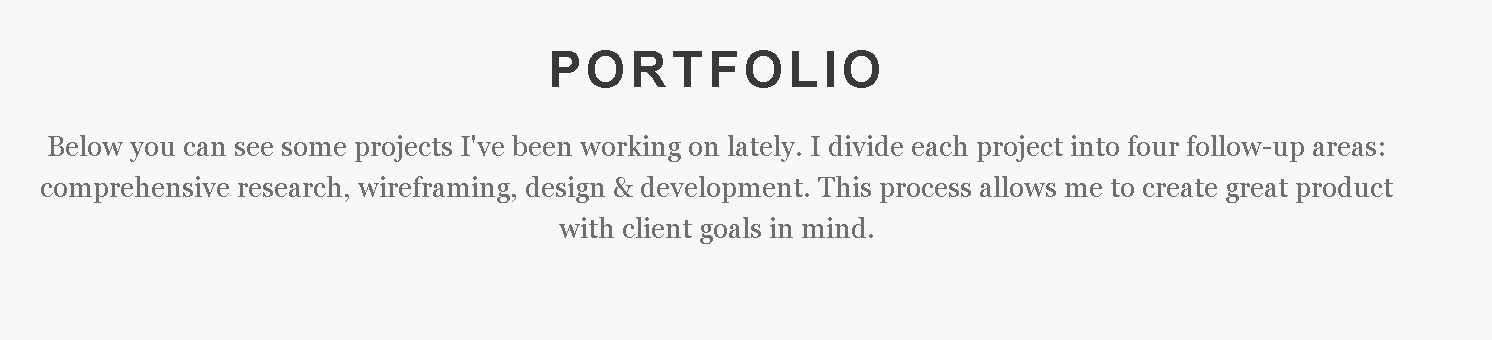 PORTFOLIO
Below you can see some projects I've been working on lately. I divide each project into four follow-up areas:
comprehensive research, wireframing, design & development. This process allows me to create great product
with client goals in mind.